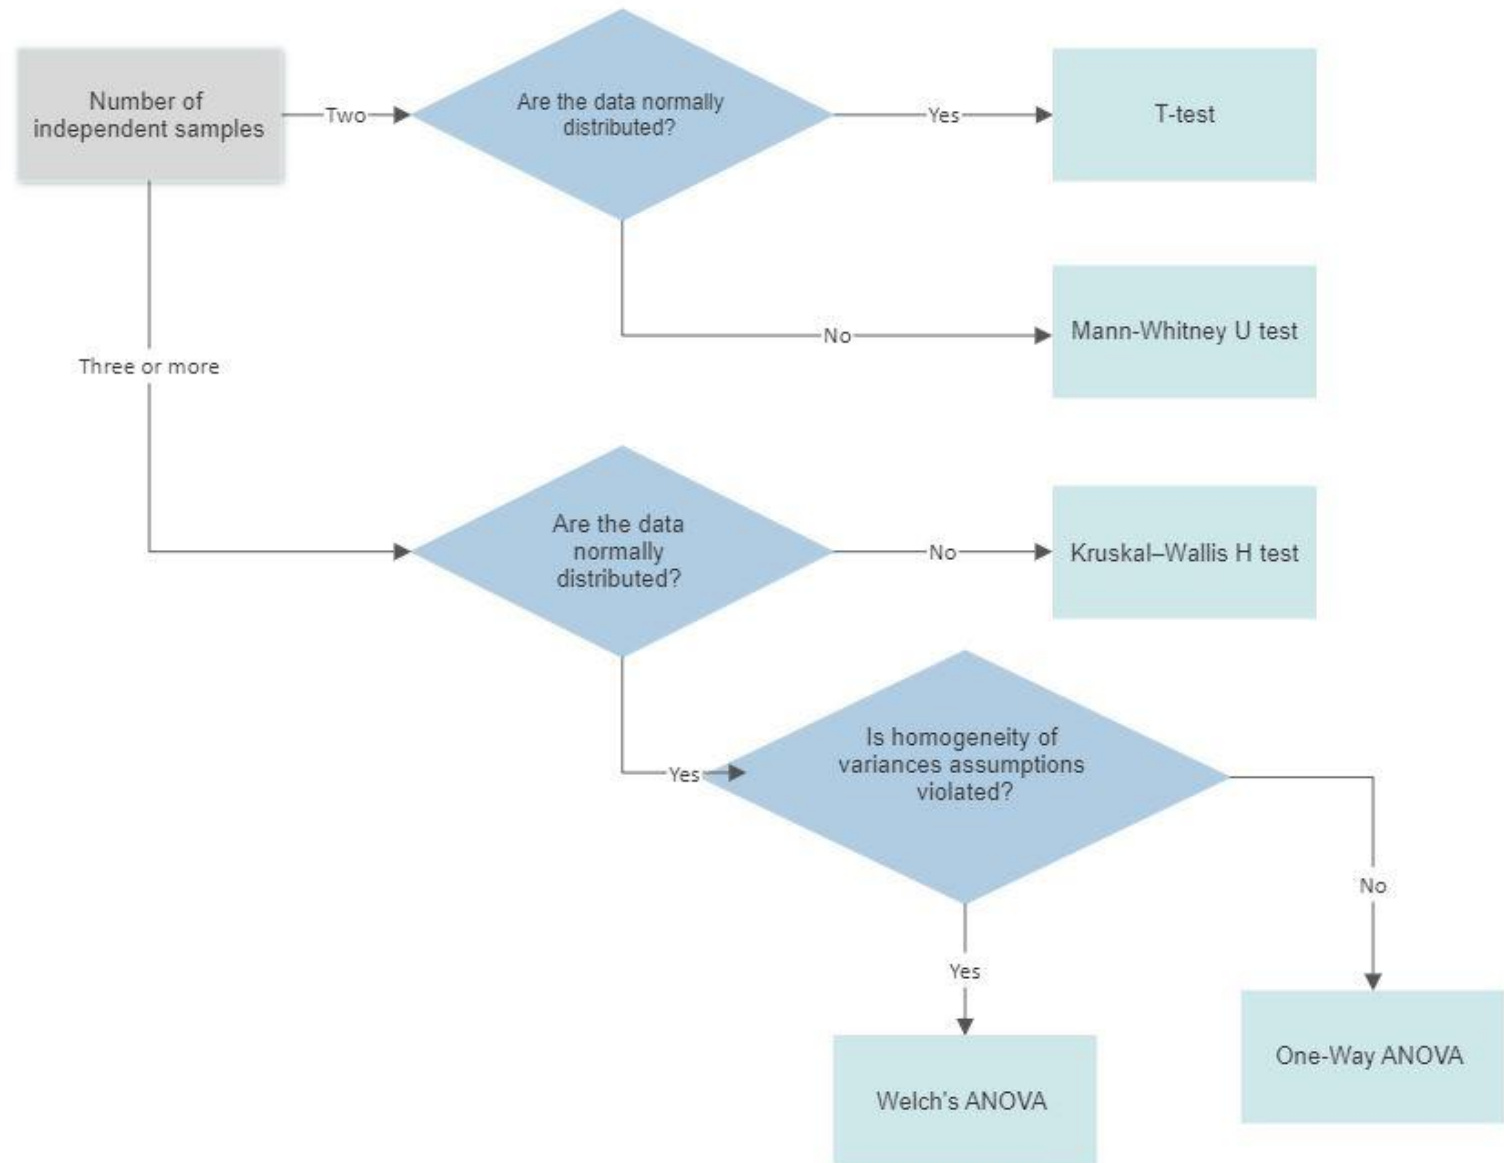 Number of
independent samples
Two
Are the data normally
distributed?
Yes
T-test
No
Mann-Whitney U test
Three or more
Are the data
normally
distributed?
No
Kruskal–Wallis H test
Yes
Is homogeneity of
variances assumptions
violated?
No
Yes
One-Way ANOVA
Welch's ANOVA